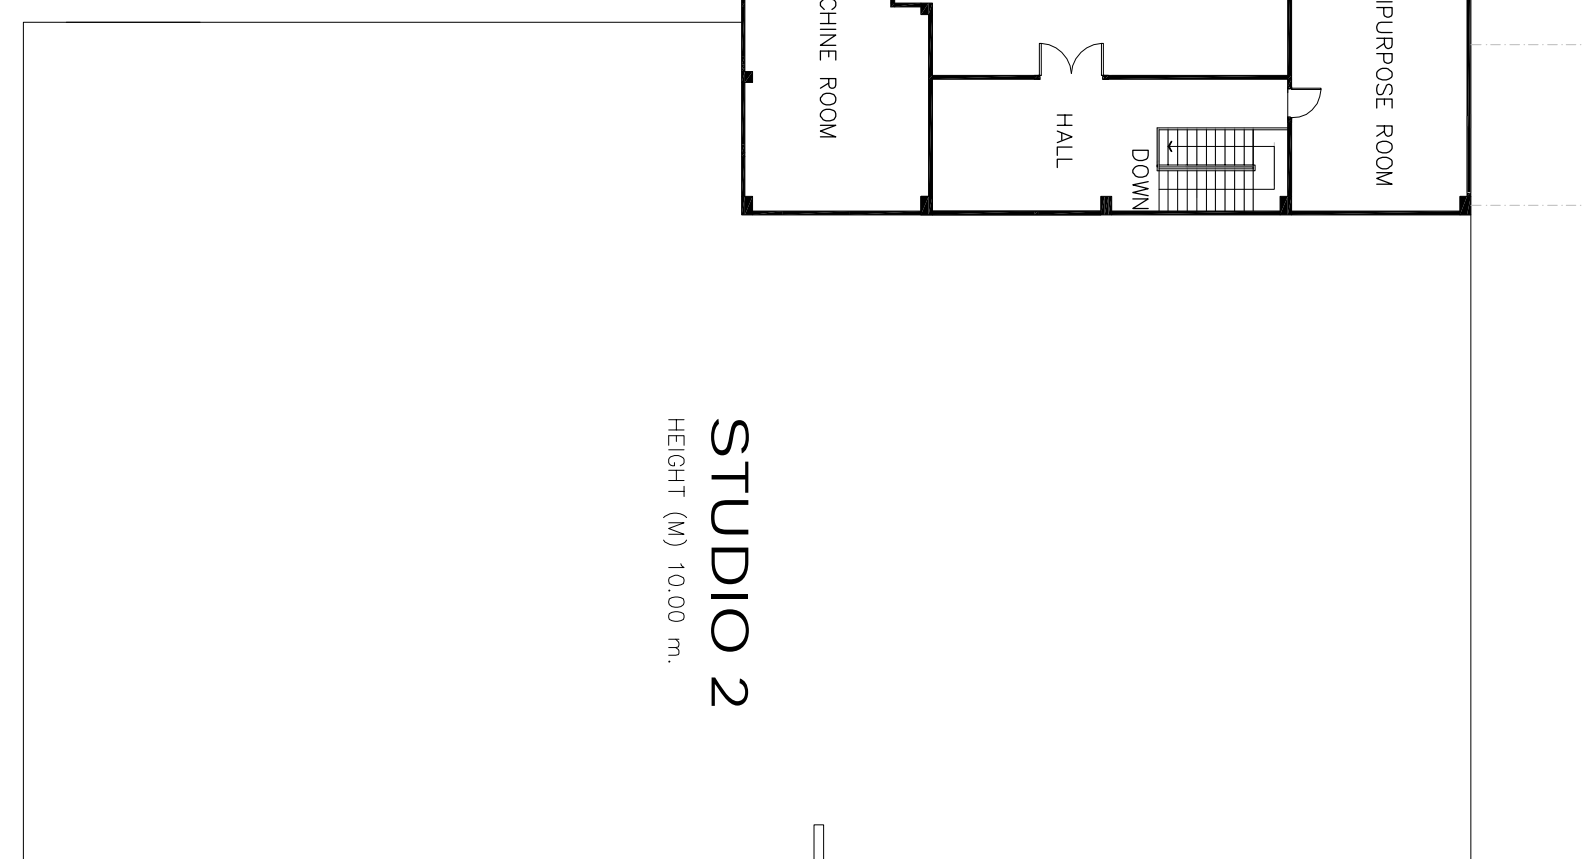 CHINE ROOM
HALL
DOWN
IPURPOSE ROOM
STUDIO 2
HEIGHT (M) 10.00 m.